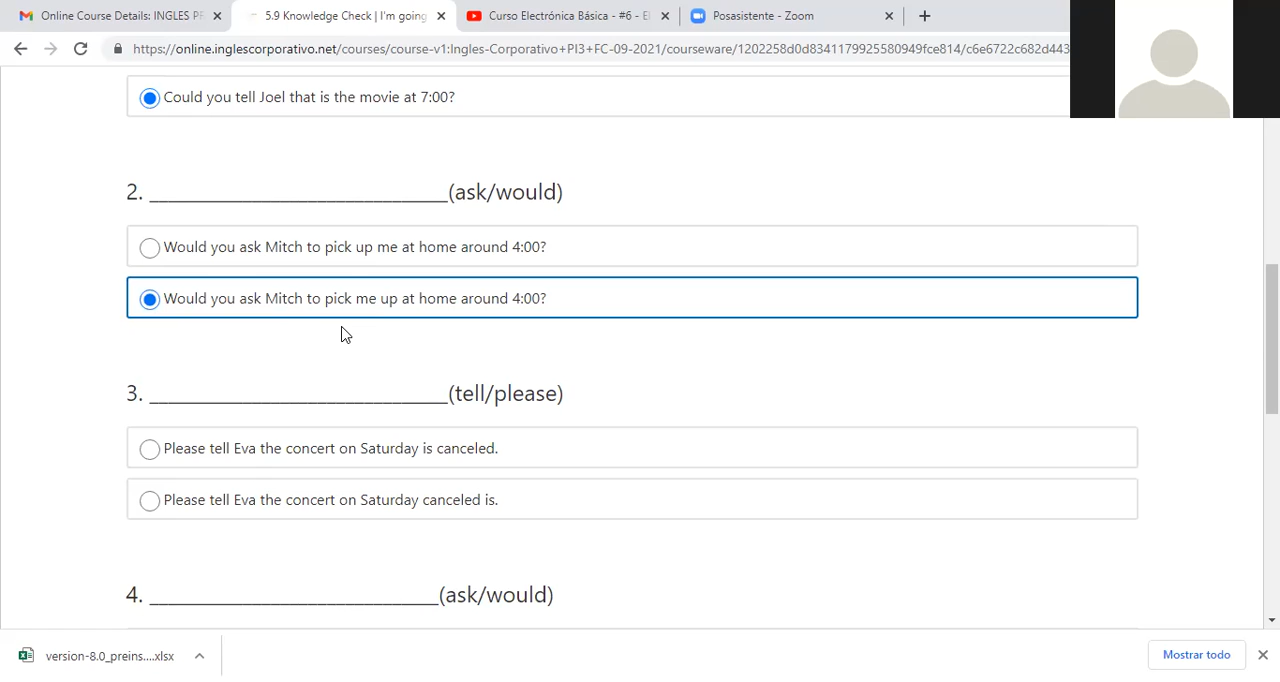 Online Course Details: INGLES PR
5.9 Knowledge Check | I'm going
Curso Electrónica Básica - #6 - El
Posasistente - Zoom
https://online.inglescorporativo.net/courses/course-v1:Ingles-Corporativo+PI3+FC-09-2021/courseware/1202258d0d8341179925580949fce814/c6e6722c682d443
Could you tell Joel that is the movie at 7:00?
2. ________________________________(ask/would)
Would you ask Mitch to pick up me at home around 4:00?
Would you ask Mitch to pick me up at home around 4:00?
3. ________________________________(tell/please)
Please tell Eva the concert on Saturday is canceled.
Please tell Eva the concert on Saturday canceled is.
4. _______________________________(ask/would)
version-8.0_preins....xlsx
Mostrar todo